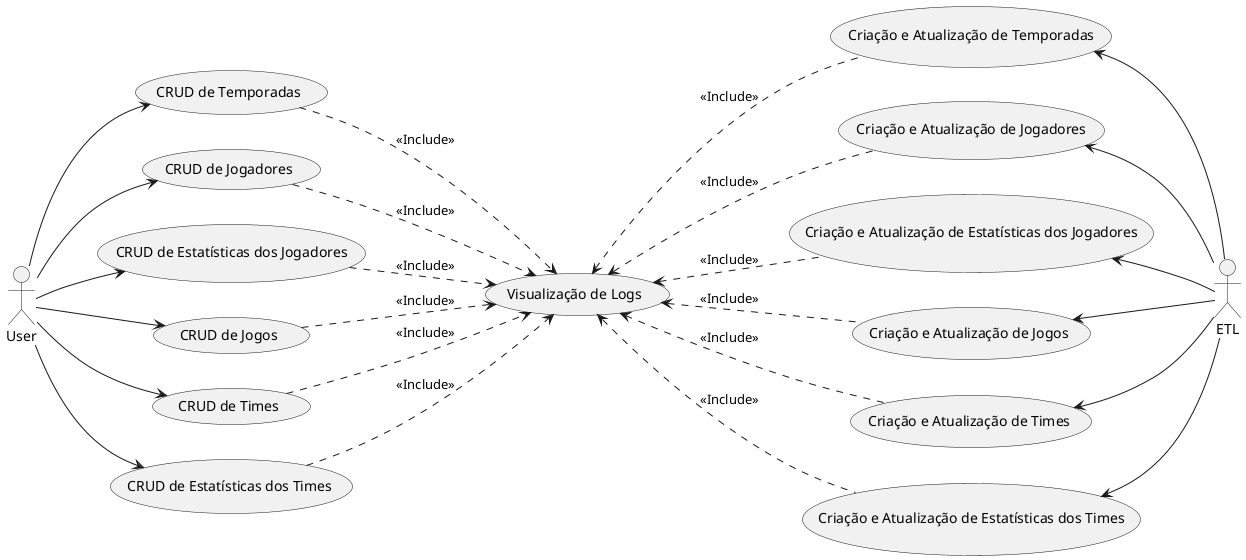 Criação e Atualização de Temporadas
CRUD de Temporadas
«Include»
Criação e Atualização de Jogadores
«Include»
CRUD de Jogadores
«Include»
«Include»
Criação e Atualização de Estatísticas dos Jogadores
CRUD de Estatísticas dos Jogadores
«Include»
«Include»
Visualização de Logs
«Include»
«Include»
User
CRUD de Jogos
Criação e Atualização de Jogos
ETL
«Include»
«Include»
CRUD de Times
Criação e Atualização de Times
«Include»
«Include»
CRUD de Estatísticas dos Times
Criação e Atualização de Estatísticas dos Times